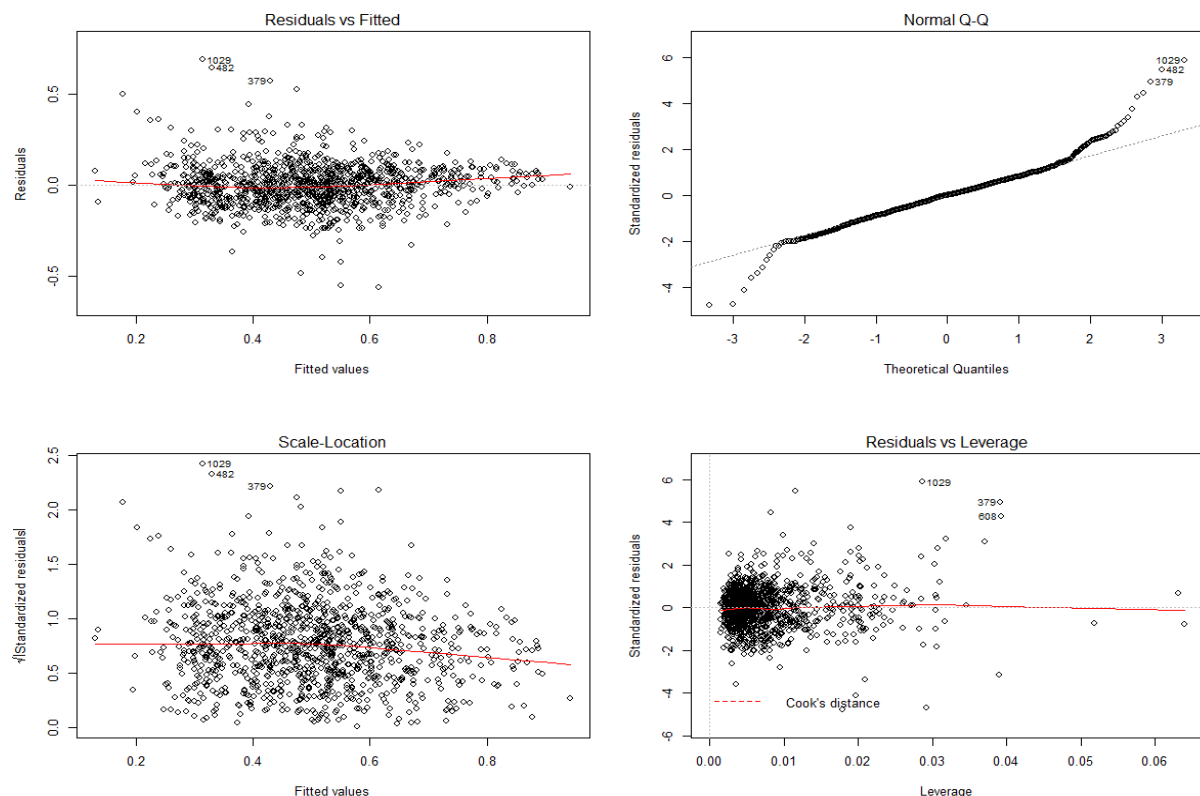 Residuals vs Fitted
Residuals
0.5
0.0
-0.5
1029
482
379
0.2 0.4 0.6 0.8
Fitted values
Normal Q-Q
Standardized residuals
6
4
2
0
-2
-4
1029
482
379
-3 -2 -1 0 1 2 3
Theoretical Quantiles
Scale-Location
√|Standardized residuals|
2.5
2.0
1.5
1.0
0.5
0.0
1029
482
379
0.2 0.4 0.6 0.8
Fitted values
Residuals vs Leverage
Standardized residuals
6
4
2
0
-2
-4
-6
1029
379
608
Cook's distance
0.00 0.01 0.02 0.03 0.04 0.05 0.06
Leverage